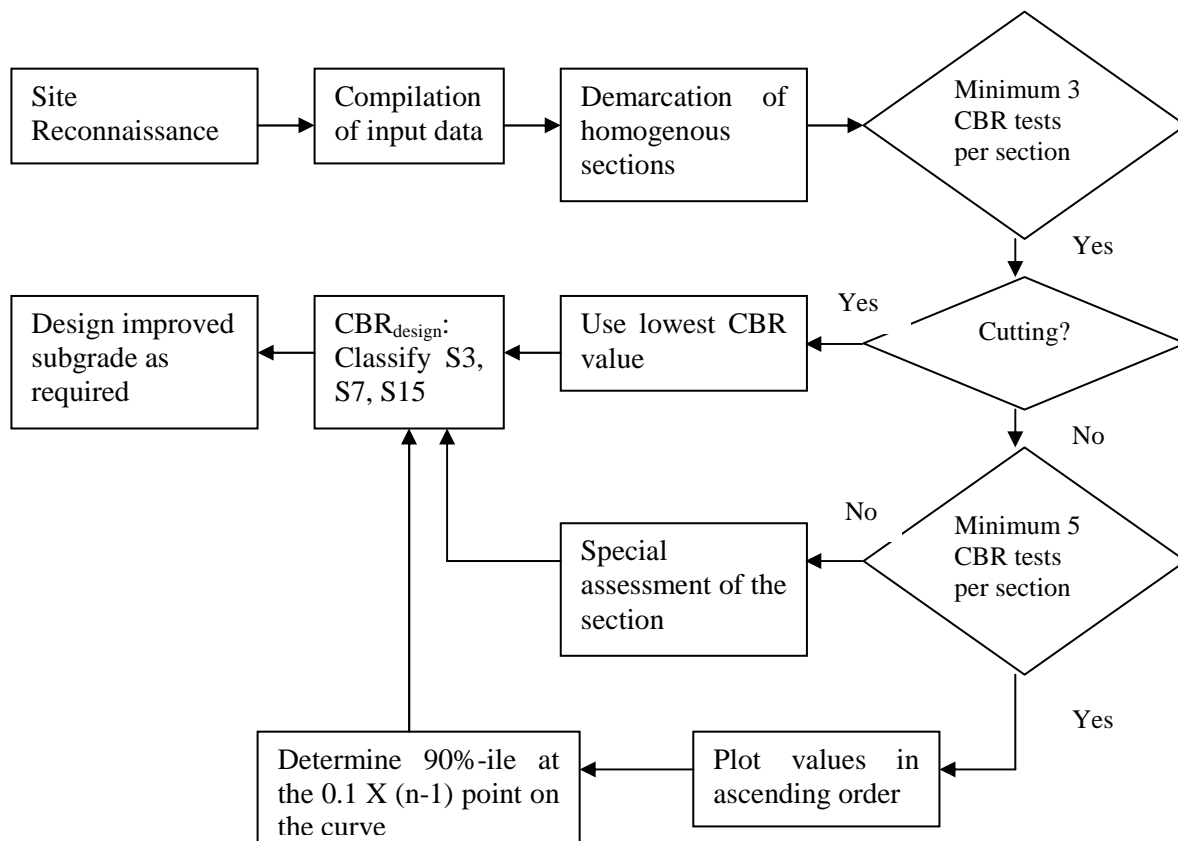 Site
Reconnaissance
Compilation
of input data
Demarcation of
homogenous
sections
Minimum 3
CBR tests
per section
Yes
Cutting?
Yes
Use lowest CBR
value
CBRdesign:
Classify S3,
S7, S15
Design improved
subgrade as
required
No
Minimum 5
CBR tests
per section
No
Special
assessment of the
section
Yes
Plot values in
ascending order
Determine 90%-ile at
the 0.1 X (n-1) point on
the curve